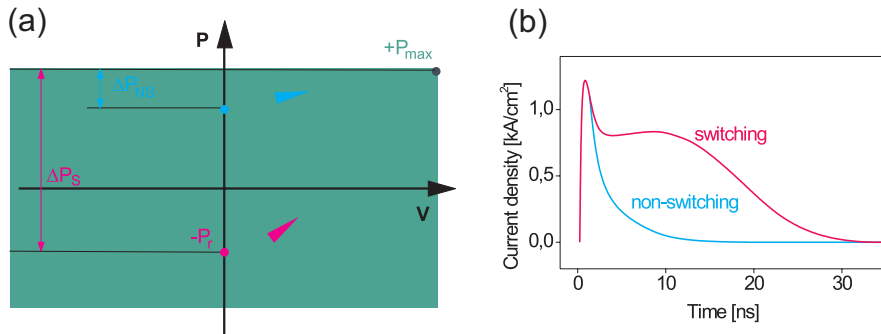 (a)
P
+Pmax
ΔPNS
ΔPS
V
-Pr
(b)
Current density [kA/cm²]
1,0
0,5
0,0
switching
non-switching
0
10
20
30
Time [ns]